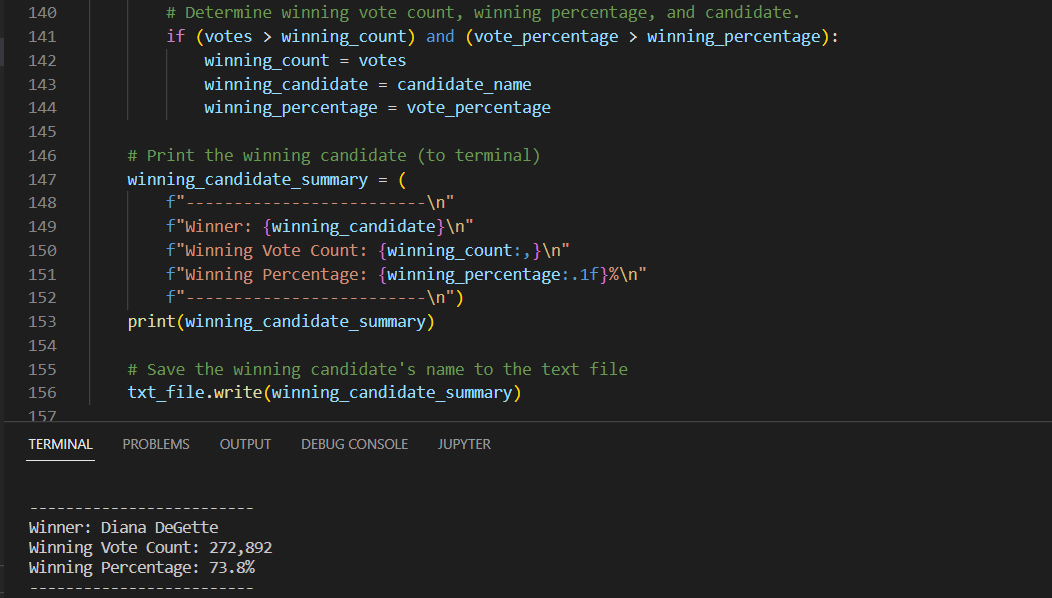 140 # Determine winning vote count, winning percentage, and candidate.
141 if (votes > winning_count) and (vote_percentage > winning_percentage):
142 winning_count = votes
143 winning_candidate = candidate_name
144 winning_percentage = vote_percentage
145
146 # Print the winning candidate (to terminal)
147 winning_candidate_summary = (
148 f"-------------------------\n"
149 f"Winner: {winning_candidate}\n"
150 f"Winning Vote Count: {winning_count:,}\n"
151 f"Winning Percentage: {winning_percentage:.1f}%\n"
152 f"-------------------------\n")
153 print(winning_candidate_summary)
154
155 # Save the winning candidate's name to the text file
156 txt_file.write(winning_candidate_summary)
157
TERMINAL PROBLEMS OUTPUT DEBUG CONSOLE JUPYTER
-------------------------
Winner: Diana DeGette
Winning Vote Count: 272,892
Winning Percentage: 73.8%
-------------------------